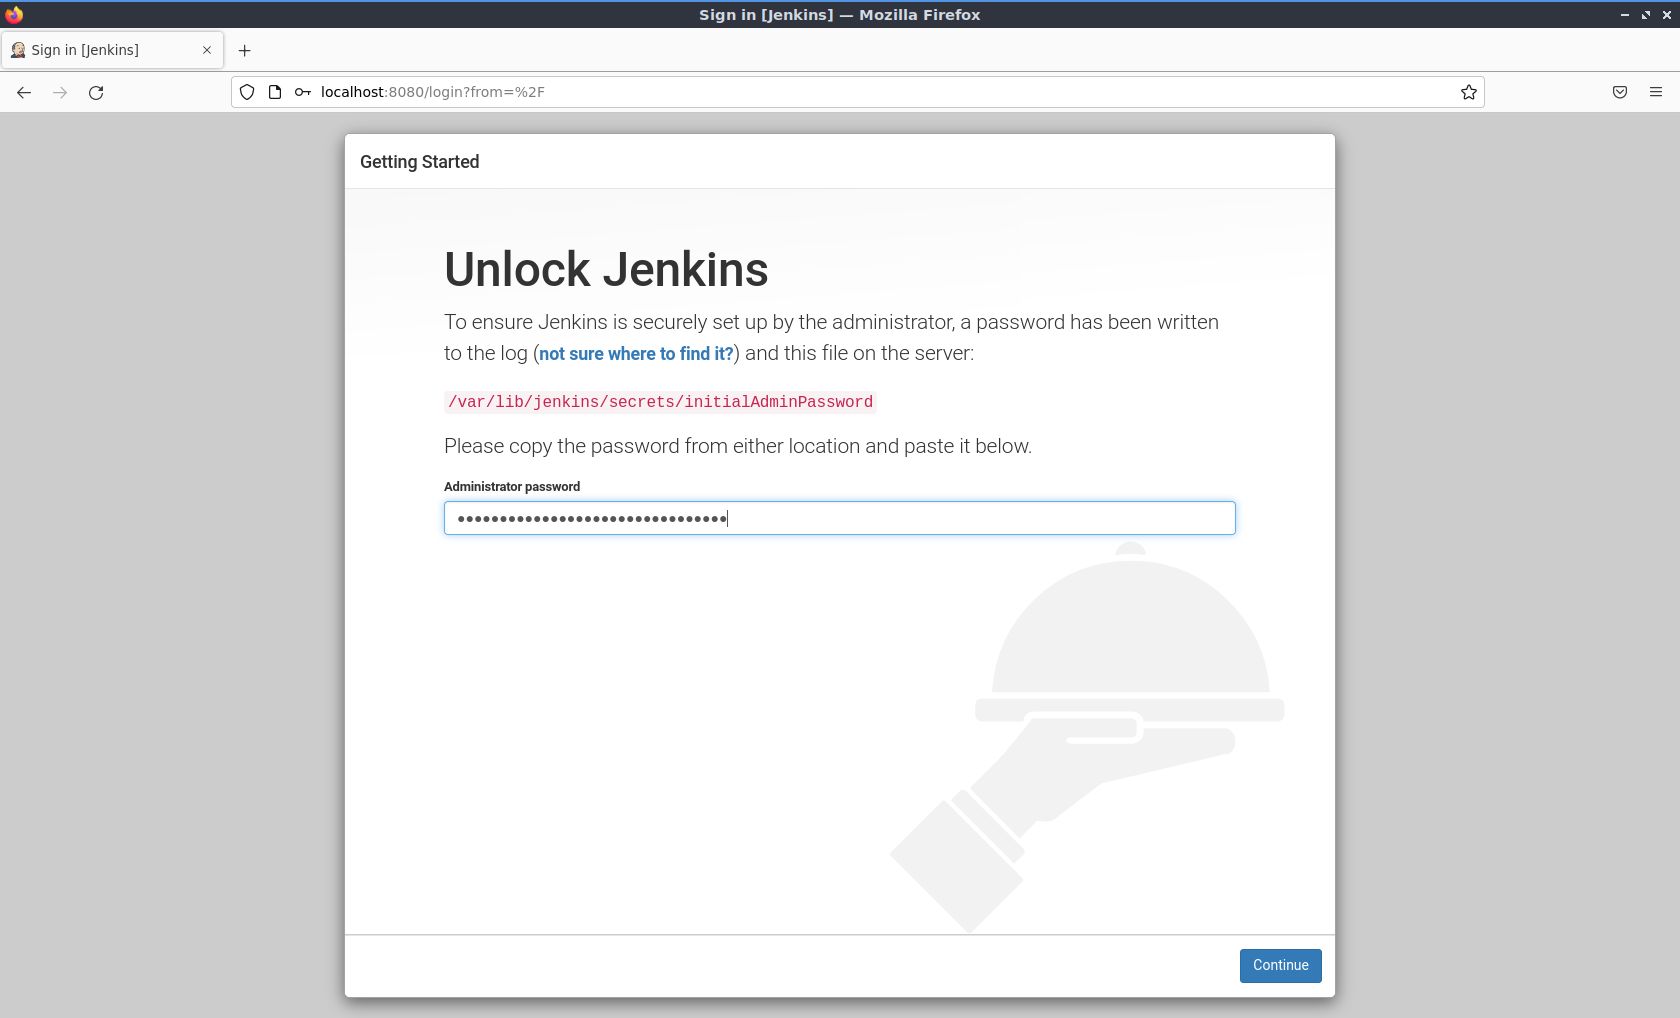 Sign in [Jenkins] — Mozilla Firefox
Sign in [Jenkins]
localhost:8080/login?from=%2F
Getting Started
Unlock Jenkins
To ensure Jenkins is securely set up by the administrator, a password has been written
to the log (not sure where to find it?) and this file on the server:
/var/lib/jenkins/secrets/initialAdminPassword
Please copy the password from either location and paste it below.
Administrator password
••••••••••••••••••••••••••••••••
Continue